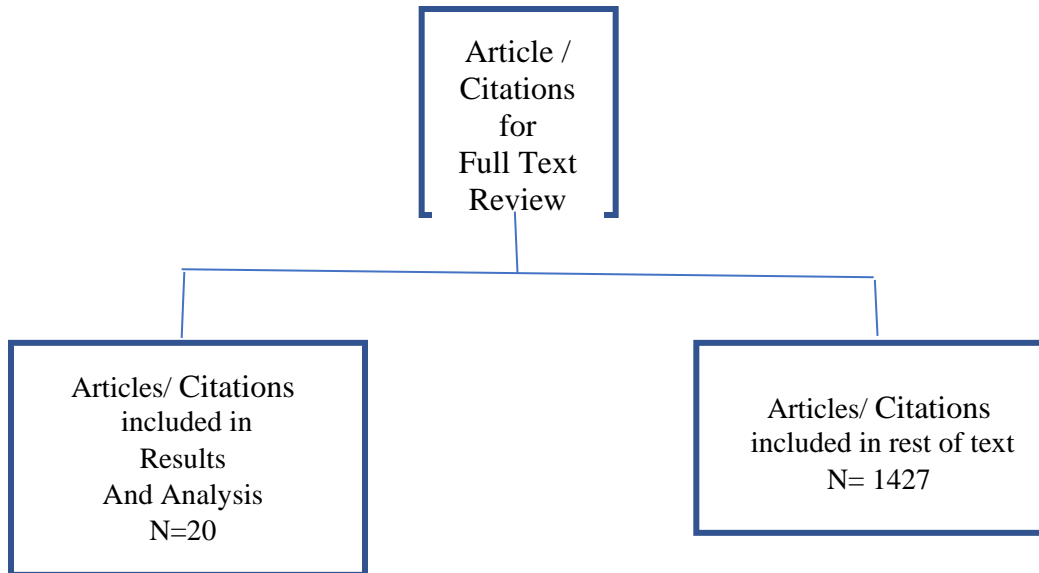 Article /
Citations
for
Full Text
Review
Articles/ Citations
included in
Results
And Analysis
N=20
Articles/ Citations
included in rest of text
N= 1427